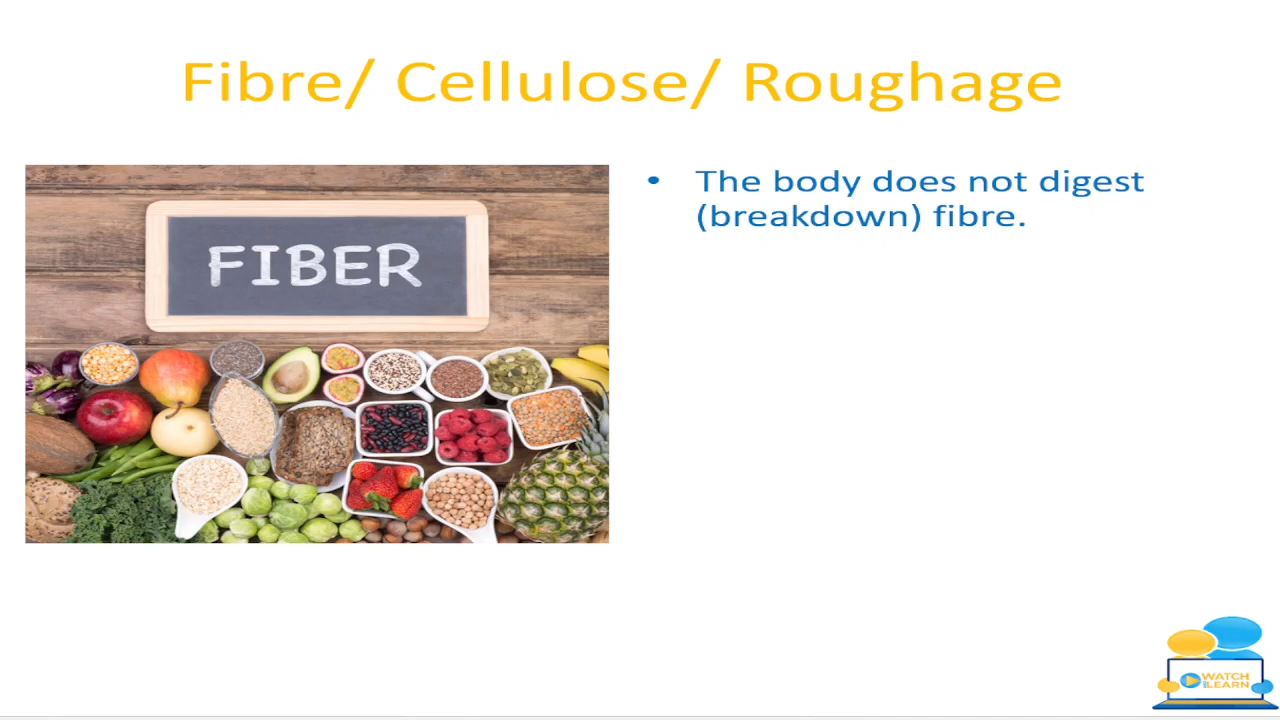 Fibre/ Cellulose/ Roughage
FIBER
• The body does not digest
(breakdown) fibre.
WATCH
LEARN